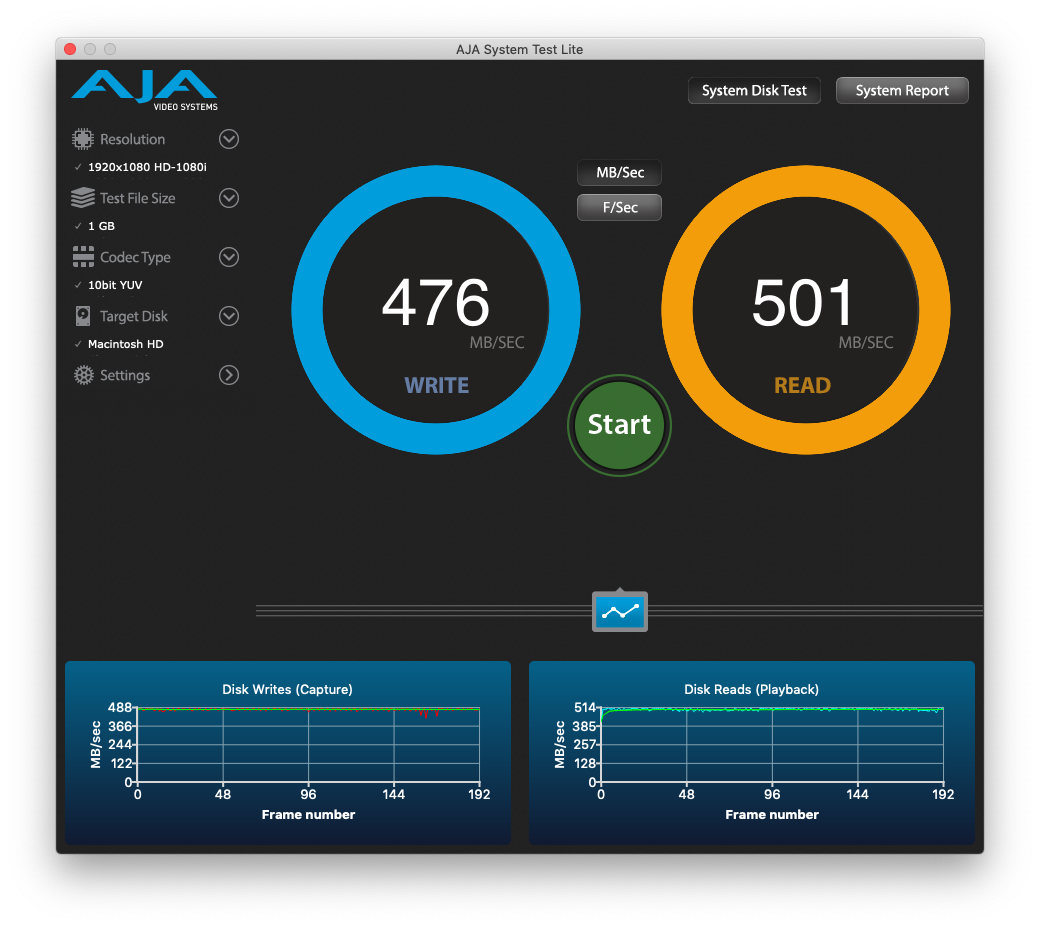 AJA System Test Lite
AJA
VIDEO SYSTEMS
System Disk Test
System Report
Resolution
1920x1080 HD-1080i
Test File Size
1 GB
Codec Type
10bit YUV
Target Disk
Macintosh HD
Settings
MB/Sec
F/Sec
476
MB/SEC
WRITE
501
MB/SEC
READ
Start
Disk Writes (Capture)
MB/sec
488
366
244
122
0
0 48 96 144 192
Frame number
Disk Reads (Playback)
MB/sec
514
385
257
128
0
0 48 96 144 192
Frame number